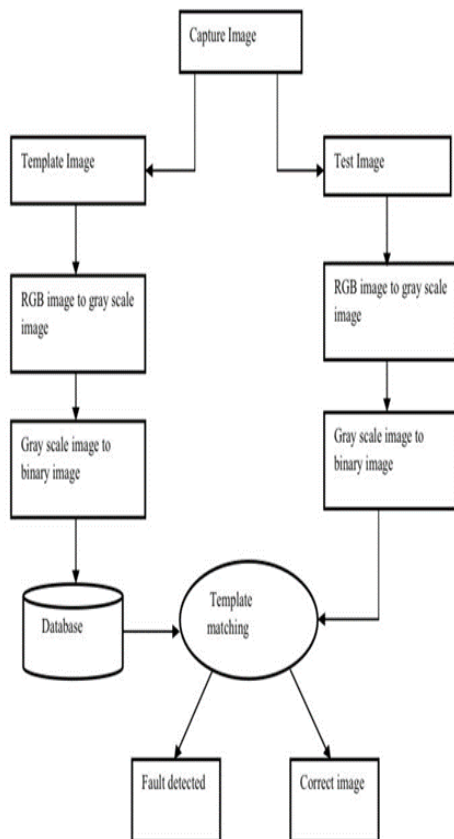 Capture Image
Template Image
Test Image
RGB image to gray scale
image
RGB image to gray scale
image
Gray scale image to
binary image
Gray scale image to
binary image
Database
Template
matching
Fault detected
Correct image